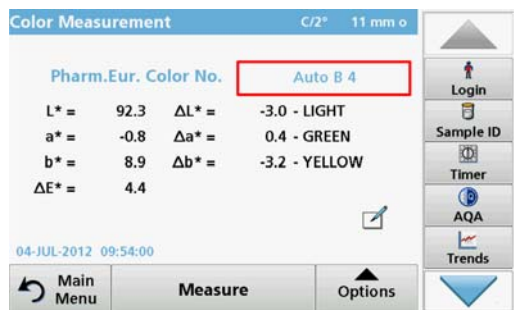 Color Measurement C/2° 11 mm o
Pharm.Eur. Color No. Auto B 4
L* = 92.3 ΔL* = -3.0 - LIGHT
a* = -0.8 Δa* = 0.4 - GREEN
b* = 8.9 Δb* = -3.2 - YELLOW
ΔE* = 4.4
04-JUL-2012 09:54:00
Main Menu
Measure
Options
Login
Sample ID
Timer
AQA
Trends